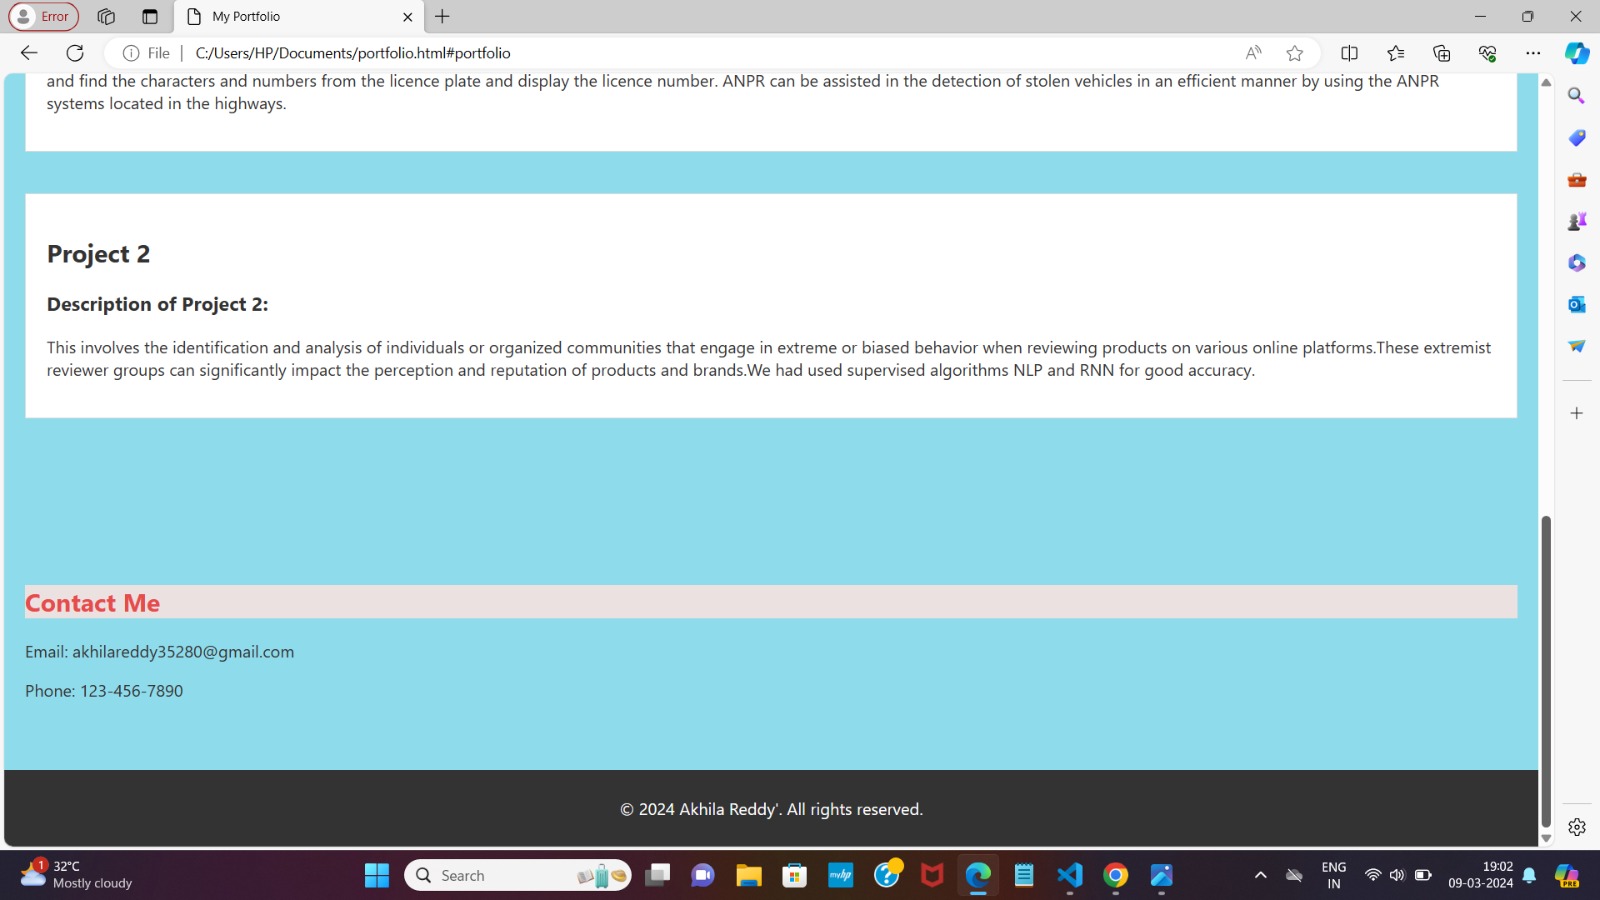 Error
My Portfolio
File
C:/Users/HP/Documents/portfolio.html#portfolio
and find the characters and numbers from the licence plate and display the licence number. ANPR can be assisted in the detection of stolen vehicles in an efficient manner by using the ANPR
systems located in the highways.
Project 2
Description of Project 2:
This involves the identification and analysis of individuals or organized communities that engage in extreme or biased behavior when reviewing products on various online platforms.These extremist
reviewer groups can significantly impact the perception and reputation of products and brands.We had used supervised algorithms NLP and RNN for good accuracy.
Contact Me
Email: akhilareddy35280@gmail.com
Phone: 123-456-7890
© 2024 Akhila Reddy'. All rights reserved.
1
32°C
Mostly cloudy
Search
myhp
ENG
IN
19:02
09-03-2024
PRE